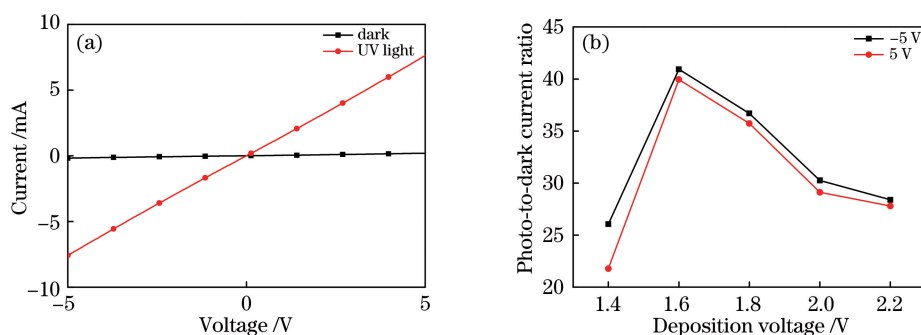 (a)
dark
UV light
Current /mA
10
5
0
−5
−10
−5
0
5
Voltage /V
(b)
−5 V
5 V
Photo-to-dark current ratio
45
40
35
30
25
20
1.4
1.6
1.8
2.0
2.2
Deposition voltage /V